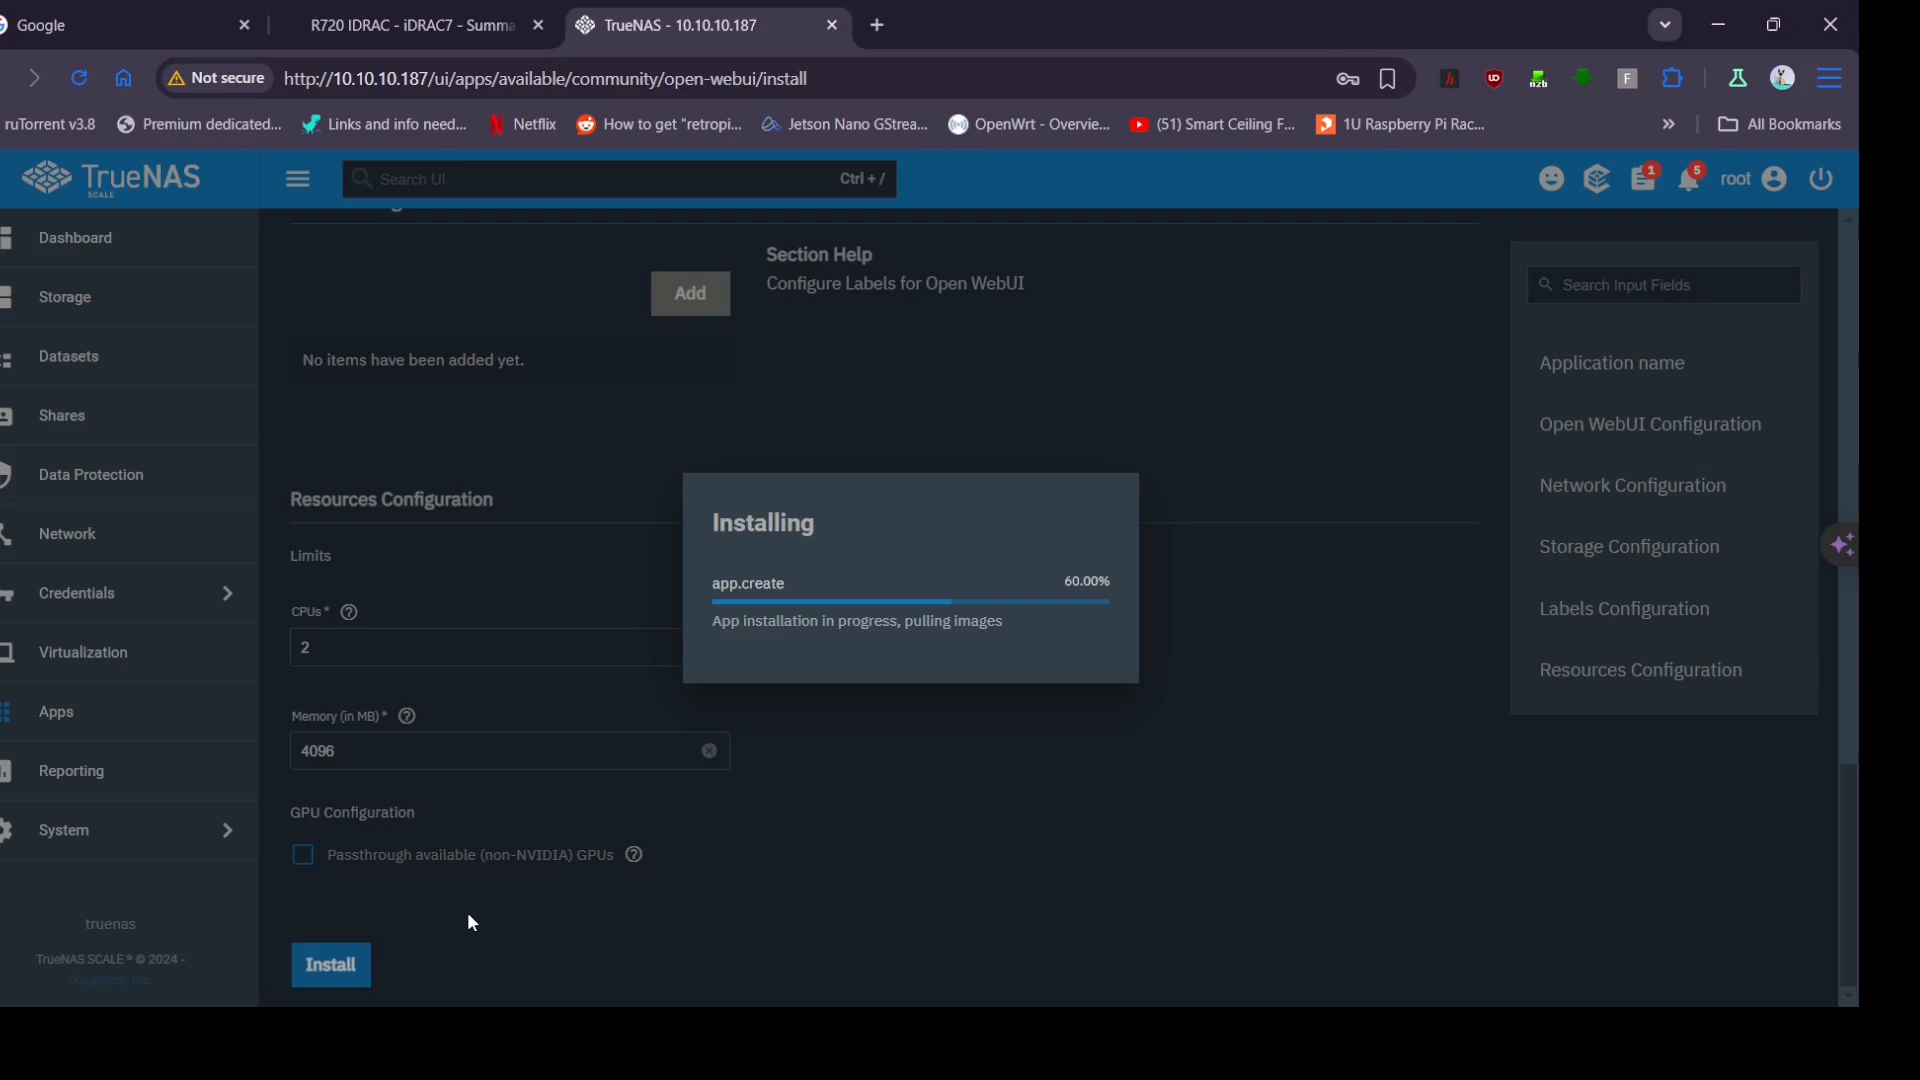 Google
R720 IDRAC - iDRAC7 - Summa
TrueNAS - 10.10.10.187
Not secure
http://10.10.10.187/ui/apps/available/community/open-webui/install
n2b
F
ruTorrent v3.8
Premium dedicated...
Links and info need...
Netflix
How to get "retropi...
Jetson Nano GStrea...
OpenWrt - Overvie...
(51) Smart Ceiling F...
1U Raspberry Pi Rac...
All Bookmarks
TrueNAS
SCALE
Search UI
Ctrl + /
1
5
root
Dashboard
Storage
Datasets
Shares
Data Protection
Network
Credentials
Virtualization
Apps
Reporting
System
truenas
TrueNAS SCALE ® © 2024 -
iXsystems, Inc.
Section Help
Configure Labels for Open WebUI
Add
No items have been added yet.
Resources Configuration
Limits
CPUs *
2
Memory (in MB) *
4096
GPU Configuration
Passthrough available (non-NVIDIA) GPUs
Install
Installing
app.create
60.00%
App installation in progress, pulling images
Search Input Fields
Application name
Open WebUI Configuration
Network Configuration
Storage Configuration
Labels Configuration
Resources Configuration